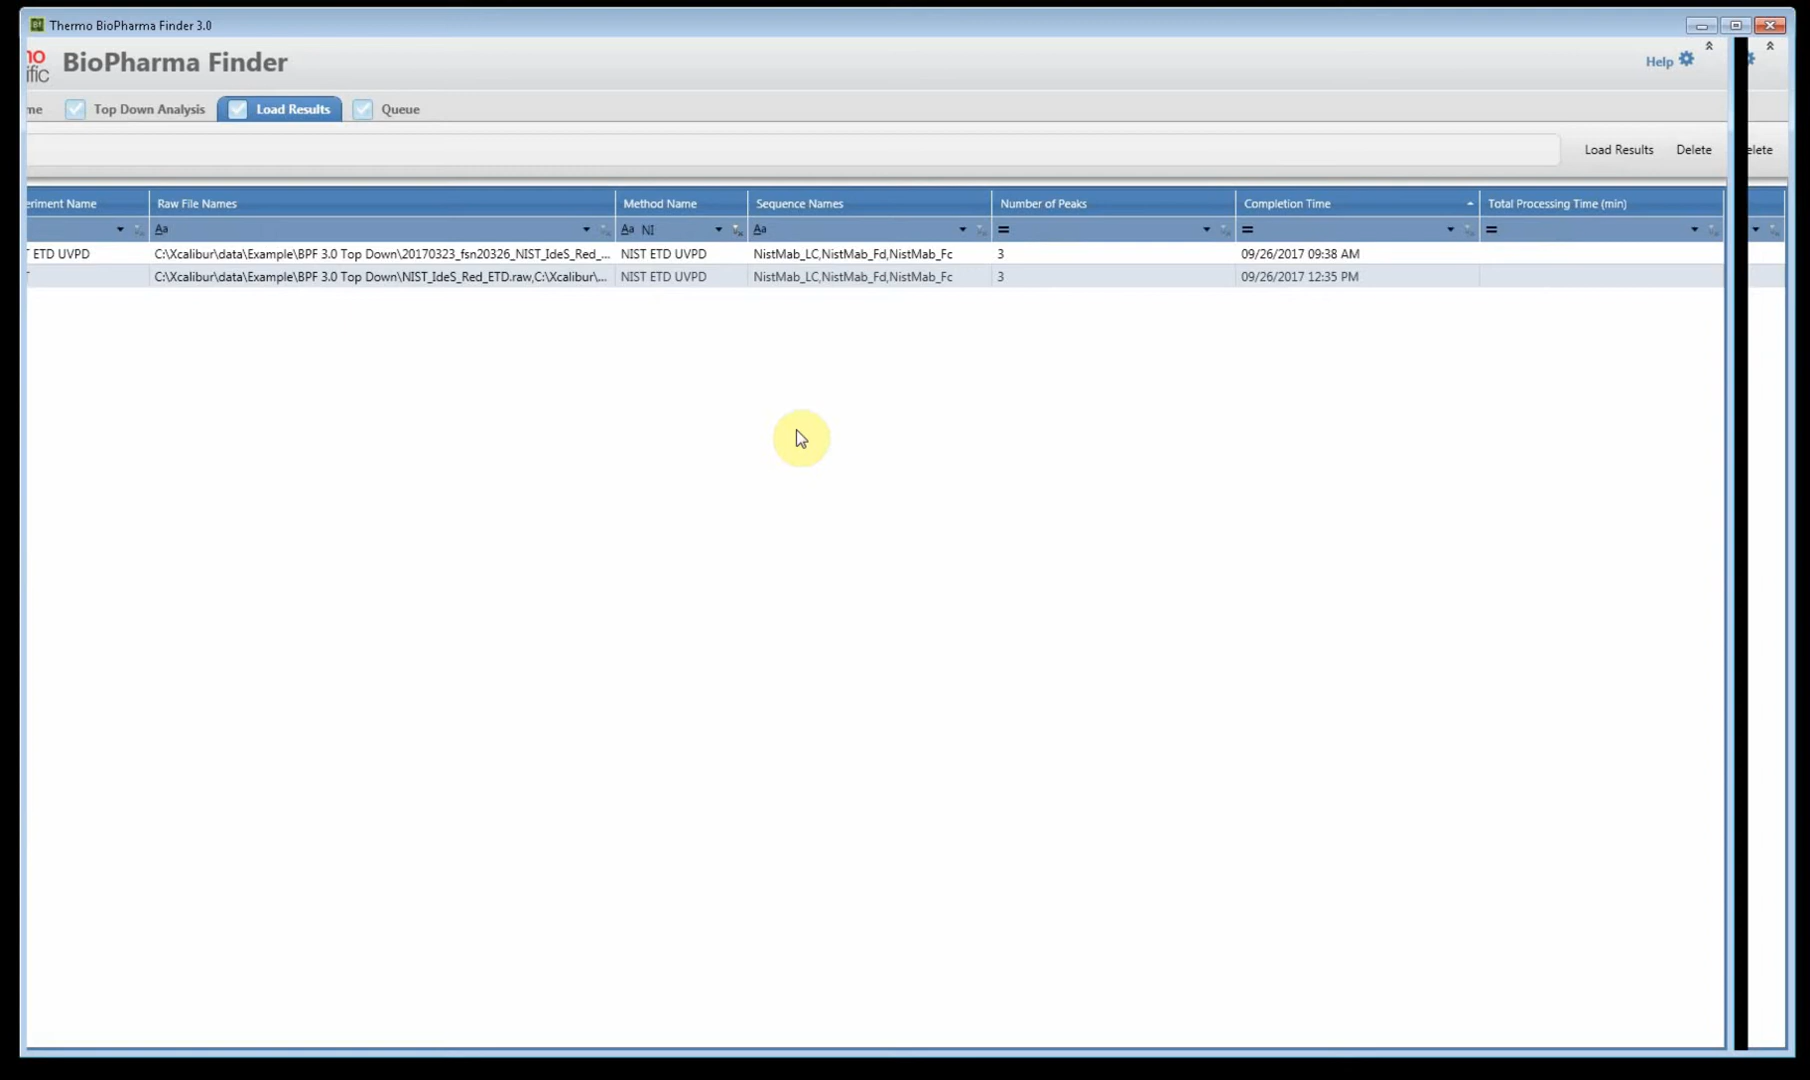 Thermo BioPharma Finder 3.0
BioPharma Finder
Help
Top Down Analysis
Load Results
Queue
Load Results
Delete
elete
eriment Name
Raw File Names
Method Name
Sequence Names
Number of Peaks
Completion Time
Total Processing Time (min)
Aa
Aa NI
Aa
=
=
=
ETD UVPD
C:\Xcalibur\data\Example\BPF 3.0 Top Down\20170323_fsn20326_NIST_IdeS_Red_...
NIST ETD UVPD
NistMab_LC,NistMab_Fd,NistMab_Fc
3
09/26/2017 09:38 AM
C:\Xcalibur\data\Example\BPF 3.0 Top Down\NIST_IdeS_Red_ETD.raw,C:\Xcalibur\...
NIST ETD UVPD
NistMab_LC,NistMab_Fd,NistMab_Fc
3
09/26/2017 12:35 PM